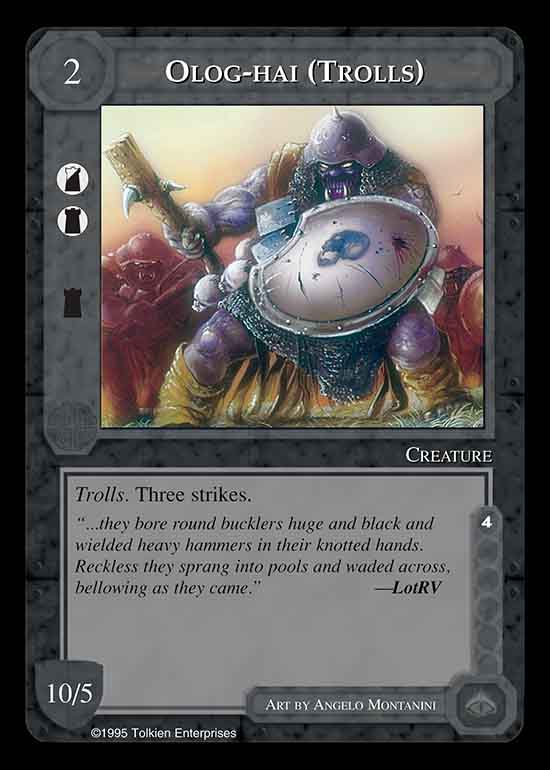 2
Olog-hai (Trolls)
Creature
Trolls. Three strikes.
4
“...they bore round bucklers huge and black and
wielded heavy hammers in their knotted hands.
Reckless they sprang into pools and waded across,
bellowing as they came.” —LotRV
10/5
Art by Angelo Montanini
©1995 Tolkien Enterprises